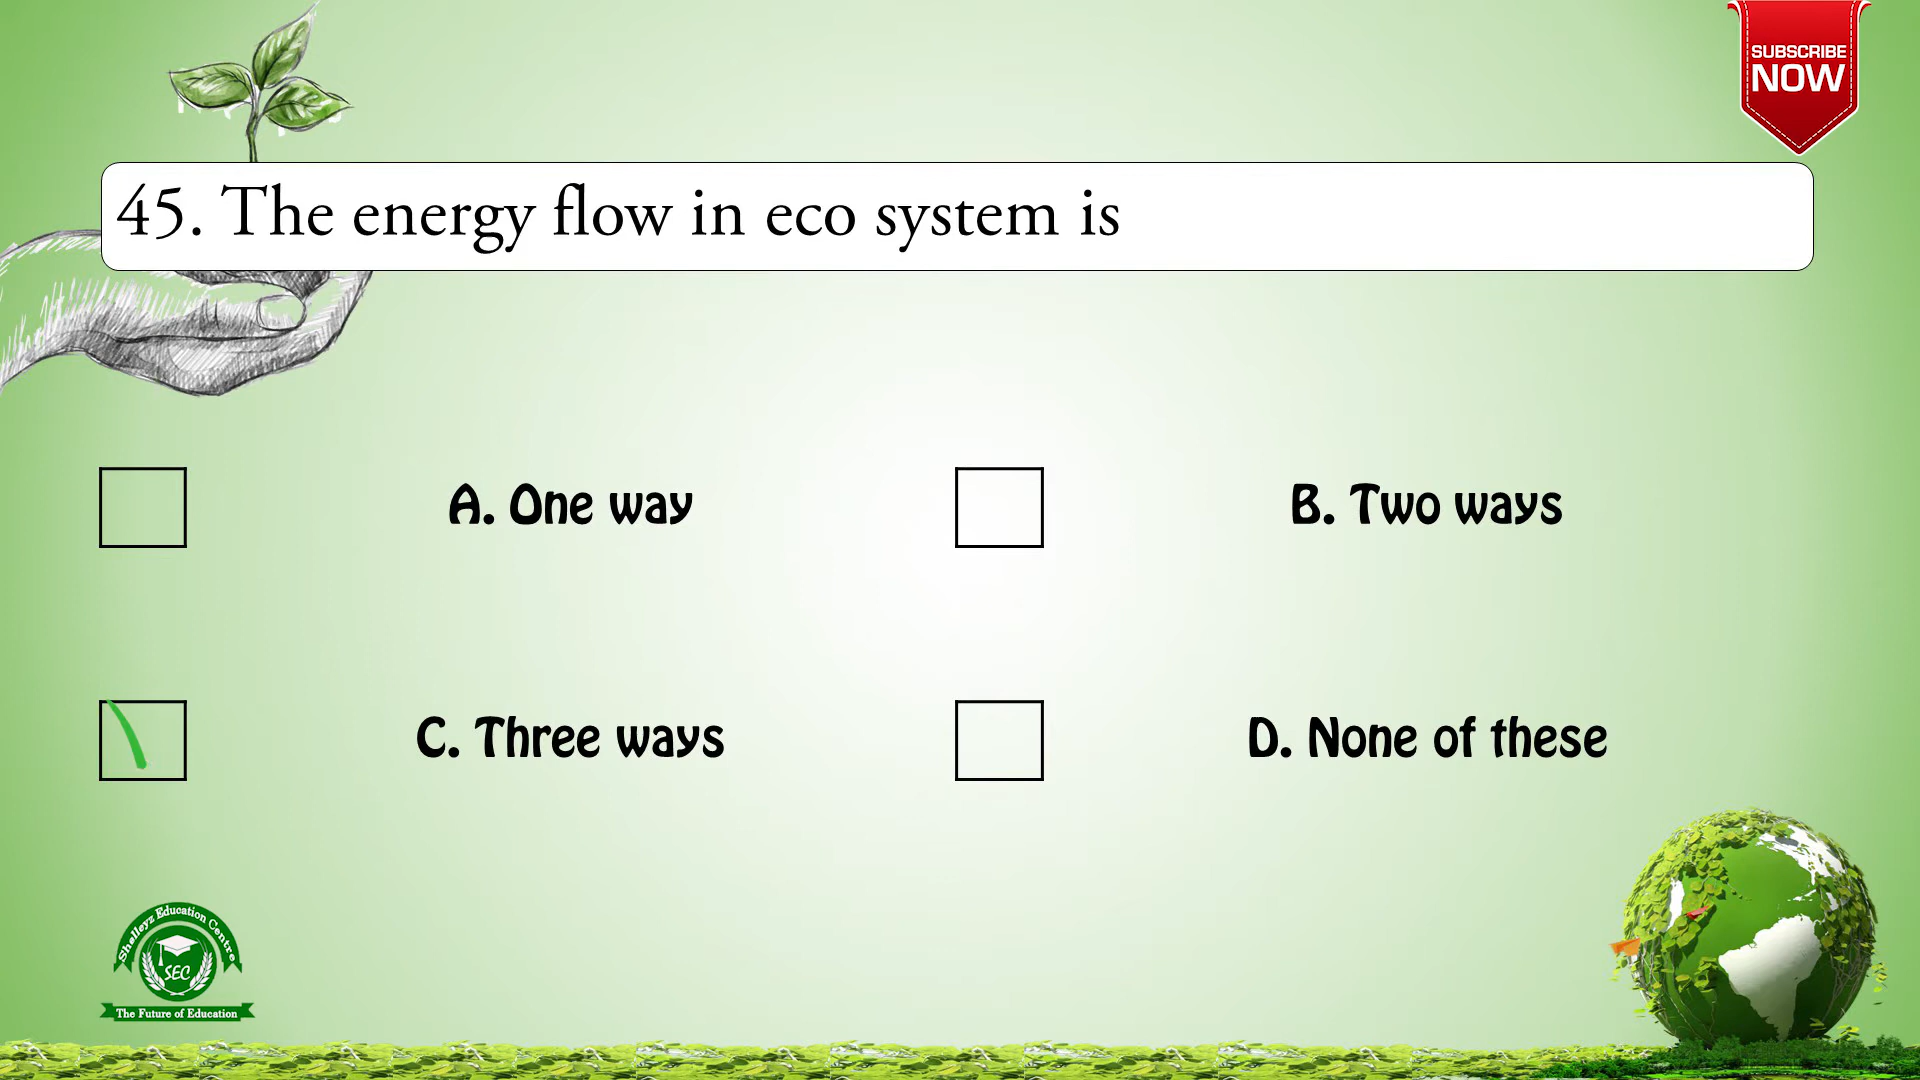 SUBSCRIBE
NOW
45. The energy flow in eco system is
A. One way
B. Two ways
C. Three ways
D. None of these
Shelleyz Education Centre
SEC
The Future of Education